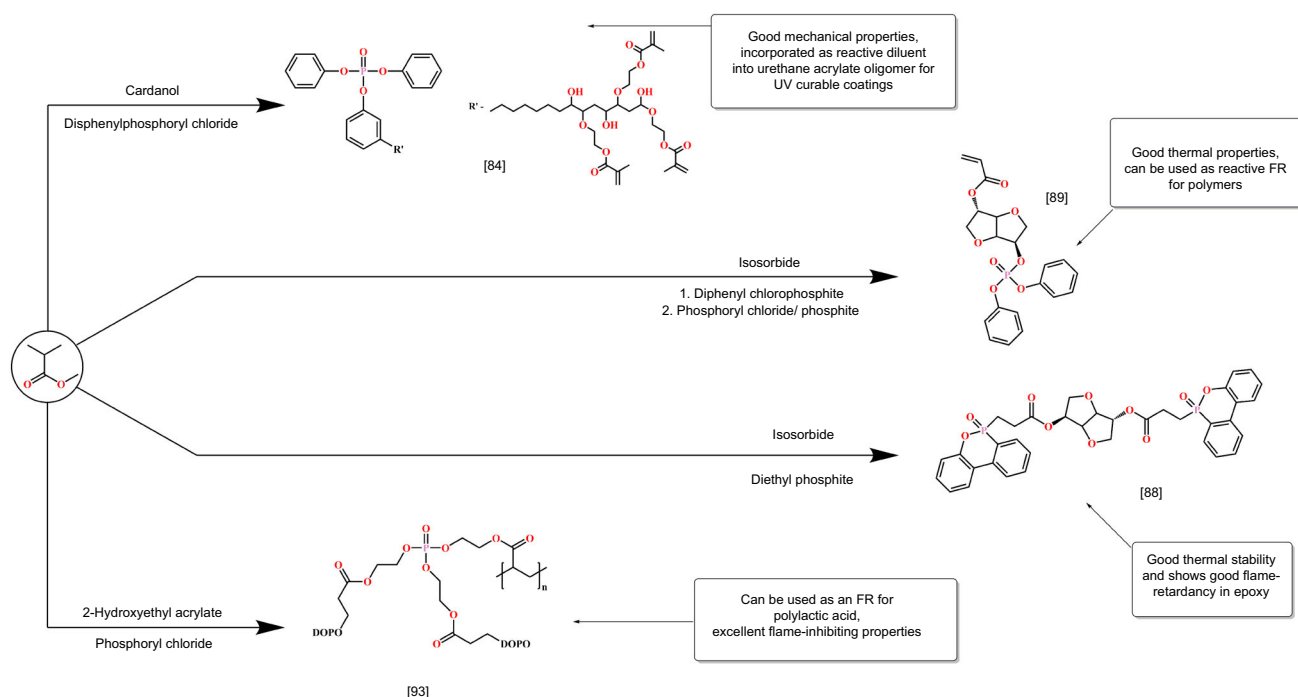 Cardanol
Disphenylphosphoryl chloride
O
O P O
O
R'
[84]
R' -
OH
OH
OH
O
O
O
O
O
O
O
O
O
Good mechanical properties,
incorporated as reactive diluent
into urethane acrylate oligomer for
UV curable coatings
Isosorbide
1. Diphenyl chlorophosphite
2. Phosphoryl chloride/ phosphite
[89]
O
O
O
O
O
O P
O
O
Good thermal properties,
can be used as reactive FR
for polymers
O
O
Isosorbide
Diethyl phosphite
O
O P
O
O
O
O
O
O
O
P O
[88]
Good thermal stability
and shows good flame-
retardancy in epoxy
2-Hydroxyethyl acrylate
Phosphoryl chloride
O
O P O
O
O
O
O
O
O
O
n
DOPO
DOPO
[93]
Can be used as an FR for
polylactic acid,
excellent flame-inhibiting properties